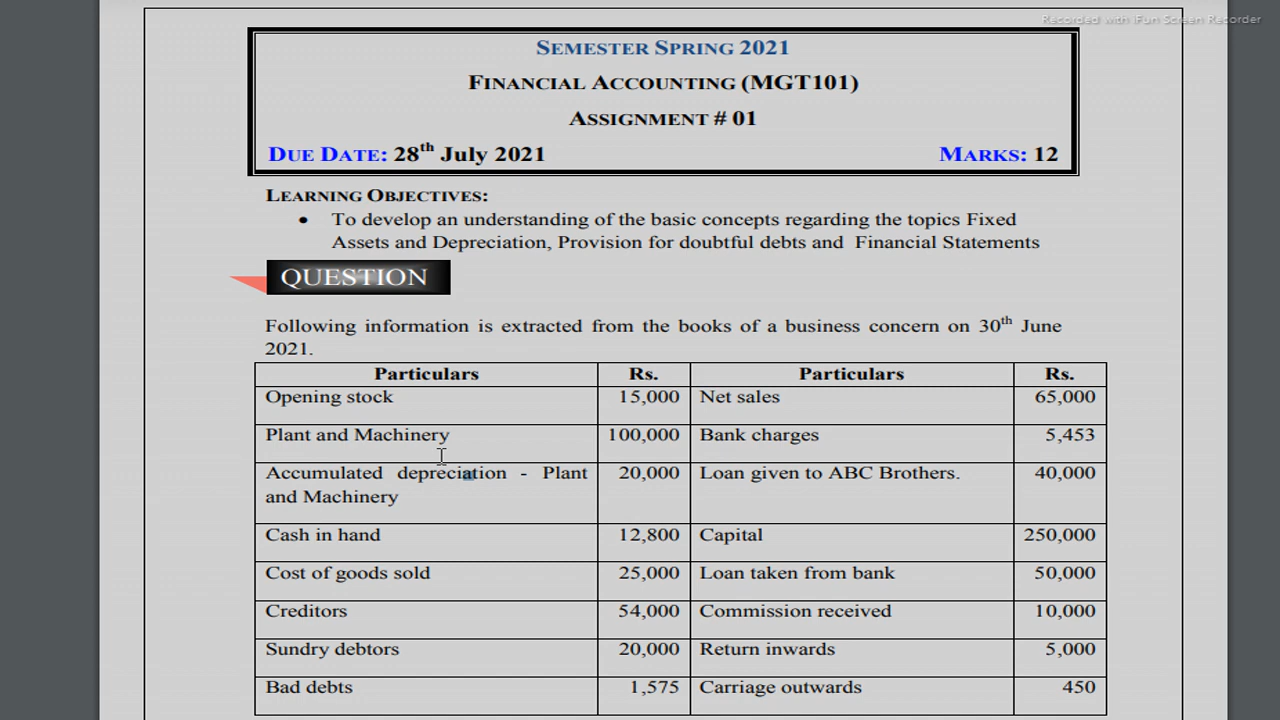 Recorded with iFun Screen Recorder
SEMESTER SPRING 2021
FINANCIAL ACCOUNTING (MGT101)
ASSIGNMENT # 01
DUE DATE: 28th July 2021 MARKS: 12
LEARNING OBJECTIVES:
• To develop an understanding of the basic concepts regarding the topics Fixed
Assets and Depreciation, Provision for doubtful debts and Financial Statements
QUESTION
Following information is extracted from the books of a business concern on 30th June
2021.
Particulars Rs. Particulars Rs.
Opening stock 15,000 Net sales 65,000
Plant and Machinery 100,000 Bank charges 5,453
Accumulated depreciation - Plant 20,000 Loan given to ABC Brothers. 40,000
and Machinery
Cash in hand 12,800 Capital 250,000
Cost of goods sold 25,000 Loan taken from bank 50,000
Creditors 54,000 Commission received 10,000
Sundry debtors 20,000 Return inwards 5,000
Bad debts 1,575 Carriage outwards 450